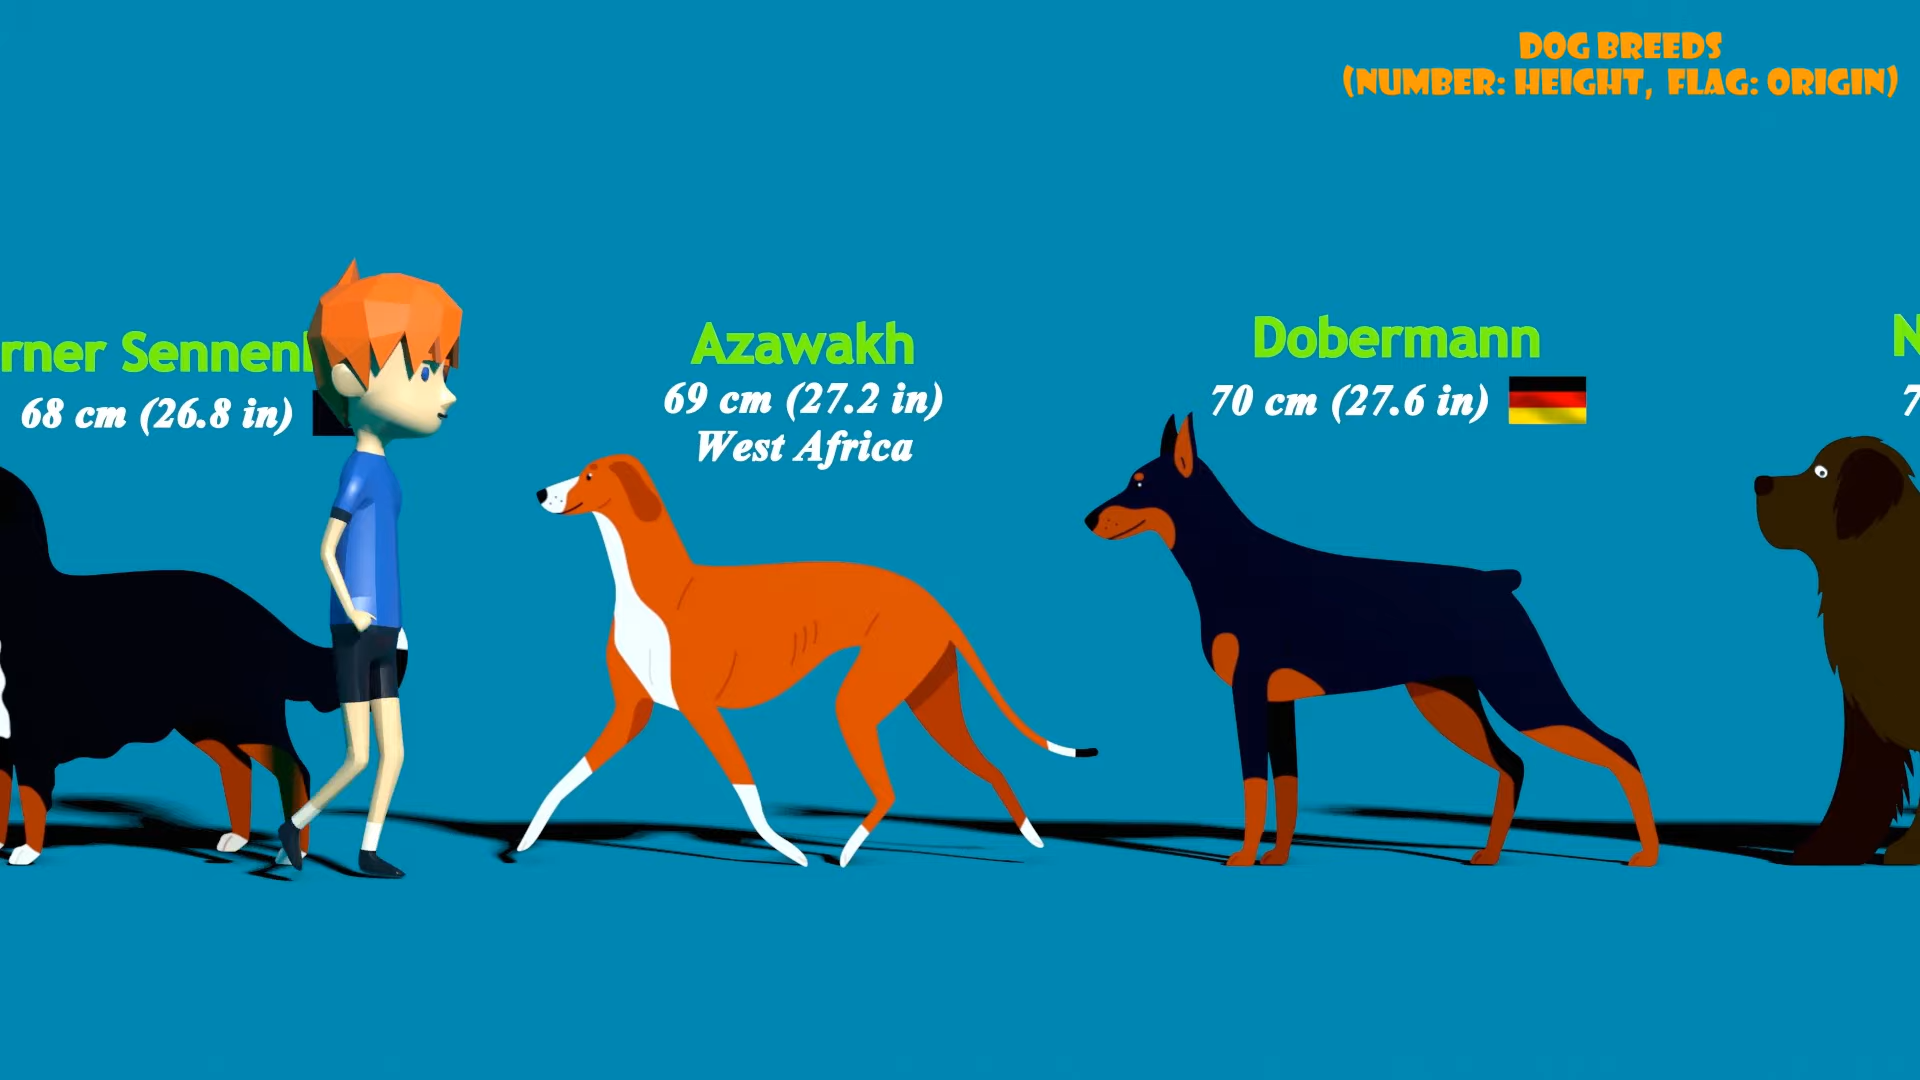 DOG BREEDS
(NUMBER: HEIGHT, FLAG: ORIGIN)
rner Sennen
68 cm (26.8 in)
Azawakh
69 cm (27.2 in)
West Africa
Dobermann
70 cm (27.6 in)
N
7